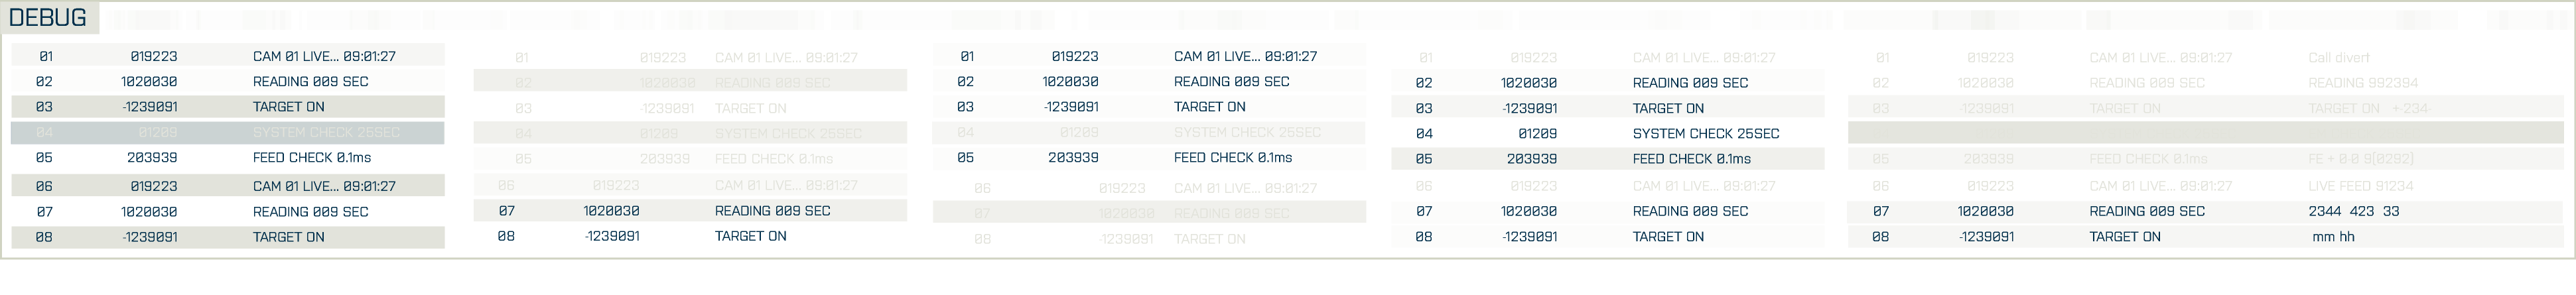 DEBUG
01 019223 CAM 01 LIVE... 09:01:27
02 1020030 READING 009 SEC
03 -1239091 TARGET ON
04 01209 SYSTEM CHECK 25SEC
05 203939 FEED CHECK 0.1ms
06 019223 CAM 01 LIVE... 09:01:27
07 1020030 READING 009 SEC
08 -1239091 TARGET ON
01 019223 CAM 01 LIVE... 09:01:27
02 1020030 READING 009 SEC
03 -1239091 TARGET ON
04 01209 SYSTEM CHECK 25SEC
05 203939 FEED CHECK 0.1ms
06 019223 CAM 01 LIVE... 09:01:27
07 1020030 READING 009 SEC
08 -1239091 TARGET ON
01 019223 CAM 01 LIVE... 09:01:27
02 1020030 READING 009 SEC
03 -1239091 TARGET ON
04 01209 SYSTEM CHECK 25SEC
05 203939 FEED CHECK 0.1ms
06 019223 CAM 01 LIVE... 09:01:27
07 1020030 READING 009 SEC
08 -1239091 TARGET ON
01 019223 CAM 01 LIVE... 09:01:27
02 1020030 READING 009 SEC
03 -1239091 TARGET ON
04 01209 SYSTEM CHECK 25SEC
05 203939 FEED CHECK 0.1ms
06 019223 CAM 01 LIVE... 09:01:27
07 1020030 READING 009 SEC
08 -1239091 TARGET ON
01 019223 CAM 01 LIVE... 09:01:27 Call divert
02 1020030 READING 009 SEC READING 992394
03 -1239091 TARGET ON TARGET ON +-234-
05 203939 FEED CHECK 0.1ms FE + 0 0 9(0292)
06 019223 CAM 01 LIVE... 09:01:27 LIVE FEED 91234
07 1020030 READING 009 SEC 2344 423 33
08 -1239091 TARGET ON mm hh